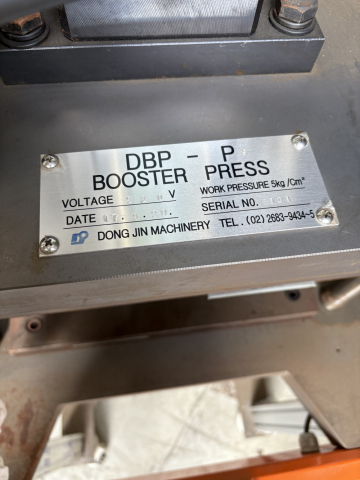 DBP - P
BOOSTER PRESS
VOLTAGE V WORK PRESSURE 5kg/Cm²
DATE SERIAL NO.
DONG JIN MACHINERY TEL. (02) 2683-9434~5